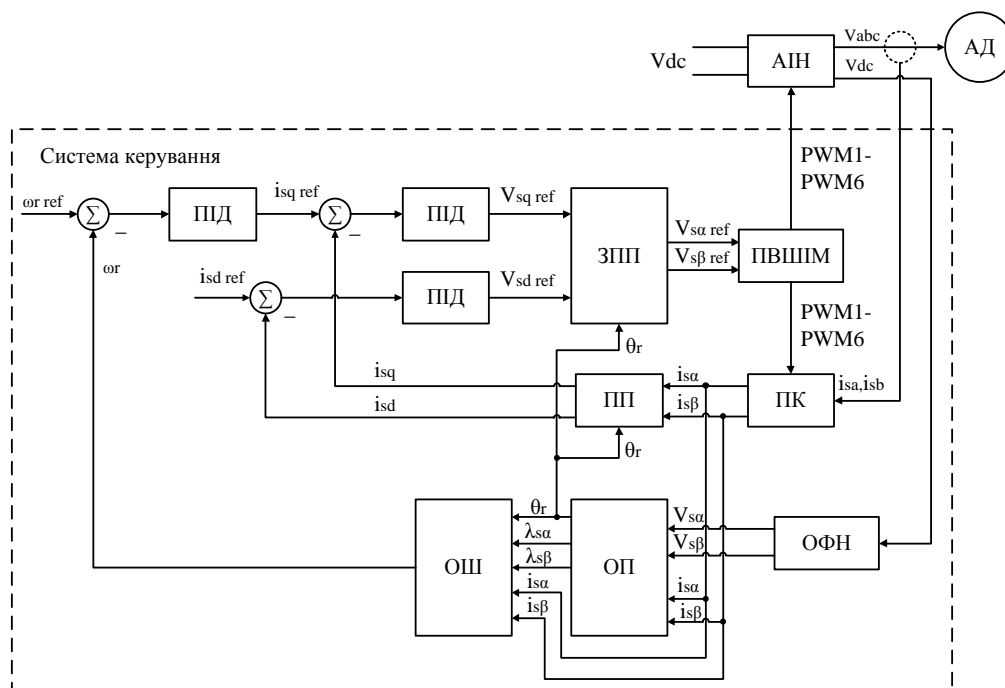 Vabc
АД
Vdc
АІН
Vdc
Система керування
PWM1-
PWM6
ωr ref
Σ
−
ПІД
isq ref
Σ
−
ПІД
Vsq ref
ЗПП
Vsα ref
Vsβ ref
ПВШІМ
ωr
isd ref
Σ
−
ПІД
Vsd ref
PWM1-
PWM6
θr
isq
isd
ПП
isα
isβ
ПК
isa,isb
θr
θr
λsα
λsβ
isα
isβ
ОШ
ОП
Vsα
Vsβ
isα
isβ
ОФН